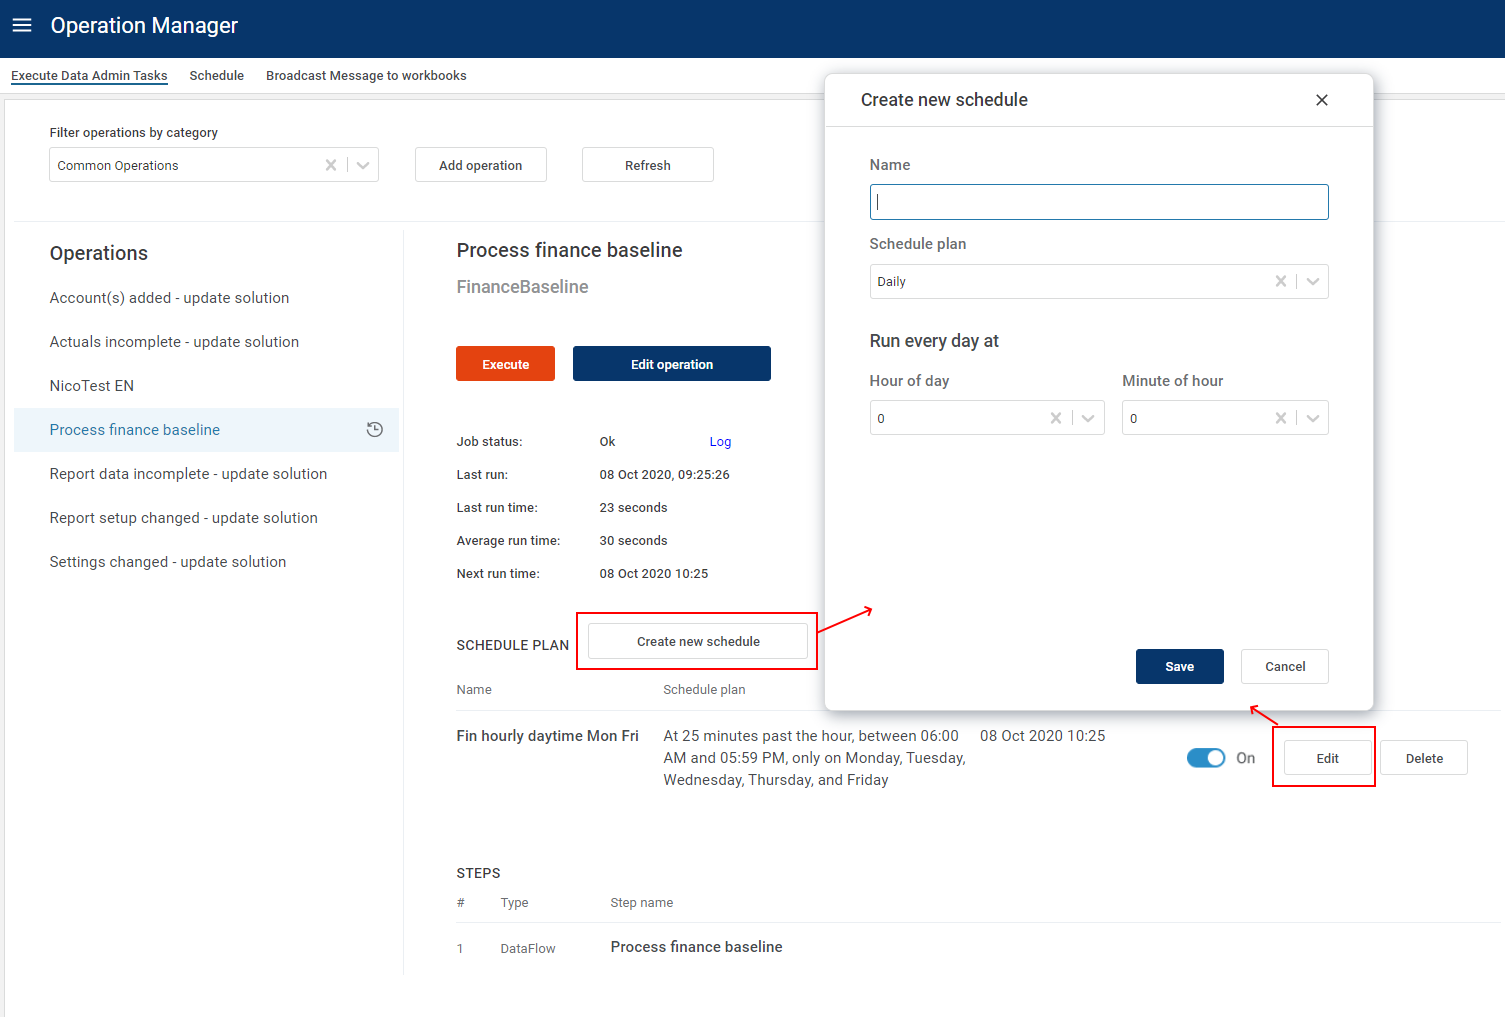 Operation Manager
Execute Data Admin Tasks
Schedule
Broadcast Message to workbooks
Filter operations by category
Common Operations
Add operation
Refresh
Operations
Account(s) added - update solution
Actuals incomplete - update solution
NicoTest EN
Process finance baseline
Report data incomplete - update solution
Report setup changed - update solution
Settings changed - update solution
Process finance baseline
FinanceBaseline
Execute
Edit operation
Job status: Ok Log
Last run: 08 Oct 2020, 09:25:26
Last run time: 23 seconds
Average run time: 30 seconds
Next run time: 08 Oct 2020 10:25
SCHEDULE PLAN
Create new schedule
Name Schedule plan
Fin hourly daytime Mon Fri
At 25 minutes past the hour, between 06:00
AM and 05:59 PM, only on Monday, Tuesday,
Wednesday, Thursday, and Friday
08 Oct 2020 10:25
On
Edit
Delete
STEPS
# Type Step name
1 DataFlow Process finance baseline
Create new schedule
Name
Schedule plan
Daily
Run every day at
Hour of day Minute of hour
0 0
Save
Cancel